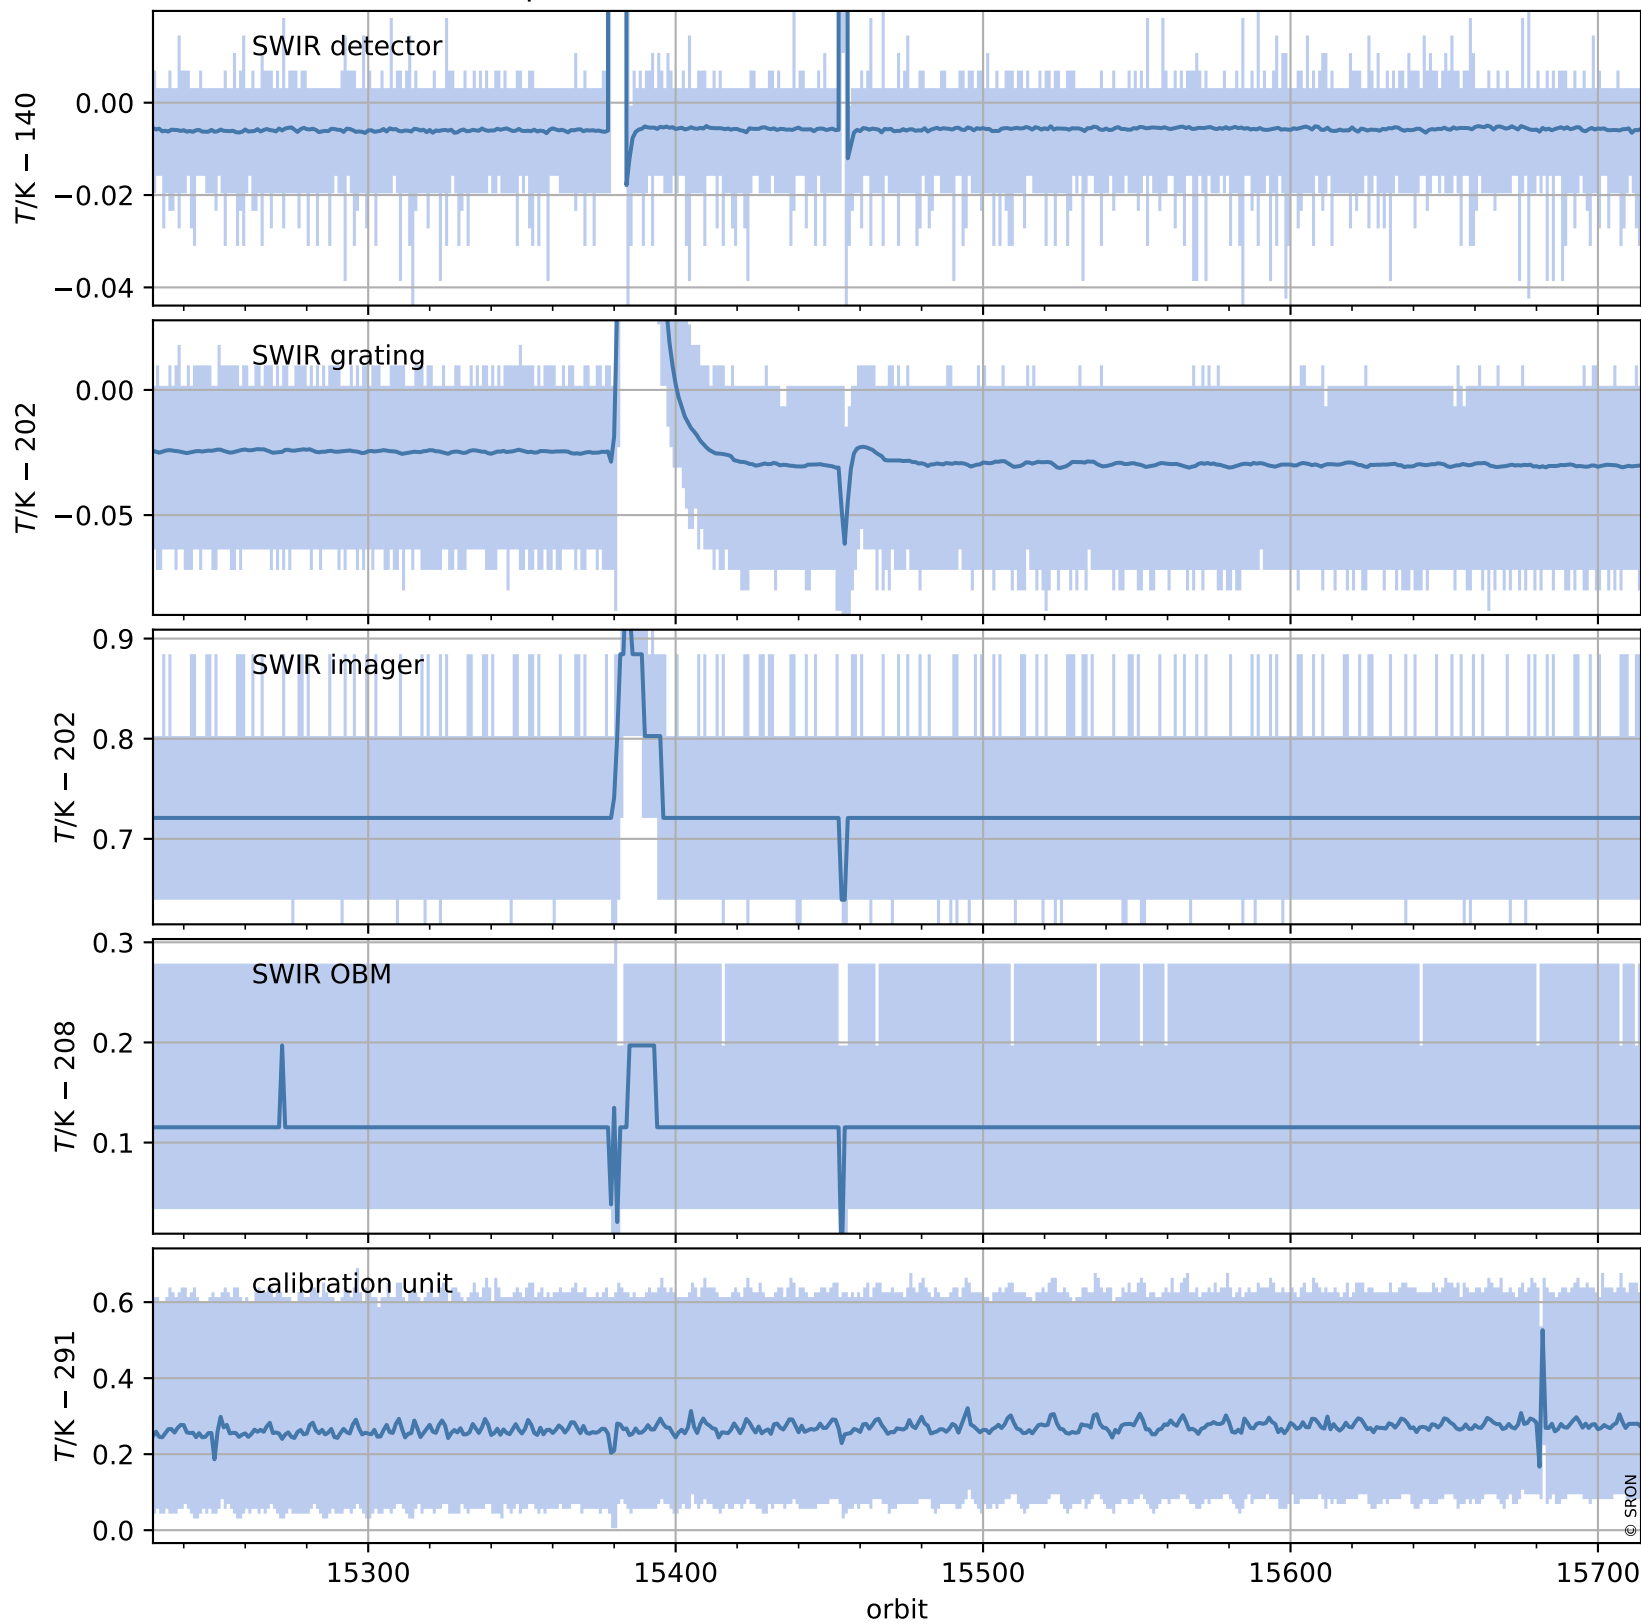 SWIR detector
T/K − 140
0.00
−0.02
−0.04
SWIR grating
T/K − 202
0.00
−0.05
SWIR imager
T/K − 202
0.9
0.8
0.7
SWIR OBM
T/K − 208
0.3
0.2
0.1
calibration unit
T/K − 291
0.6
0.4
0.2
0.0
© SRON
15300 15400 15500 15600 15700
orbit